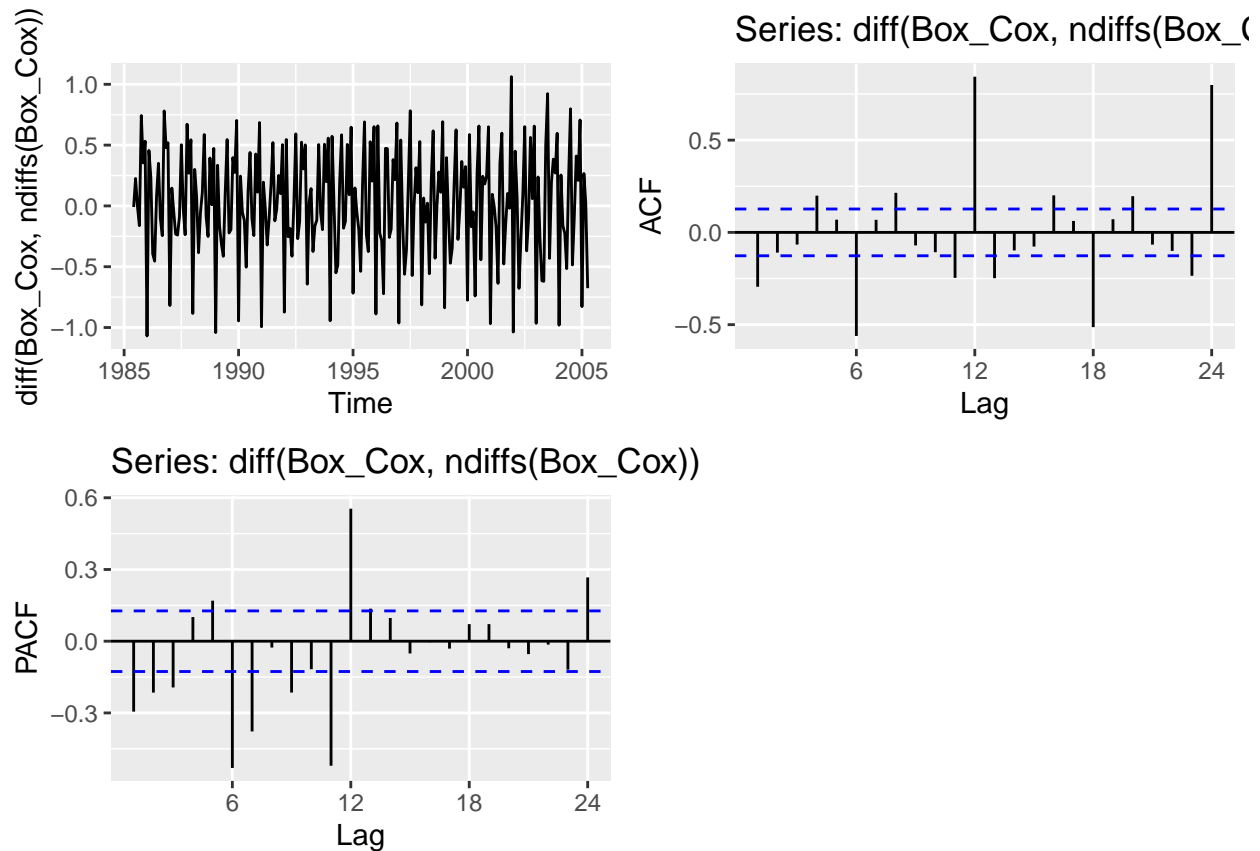 diff(Box_Cox, ndiffs(Box_Cox))
1.0
0.5
0.0
−0.5
−1.0
1985 1990 1995 2000 2005
Time
Series: diff(Box_Cox, ndiffs(Box_C
ACF
0.5
0.0
−0.5
6 12 18 24
Lag
Series: diff(Box_Cox, ndiffs(Box_Cox))
PACF
0.6
0.3
0.0
−0.3
6 12 18 24
Lag